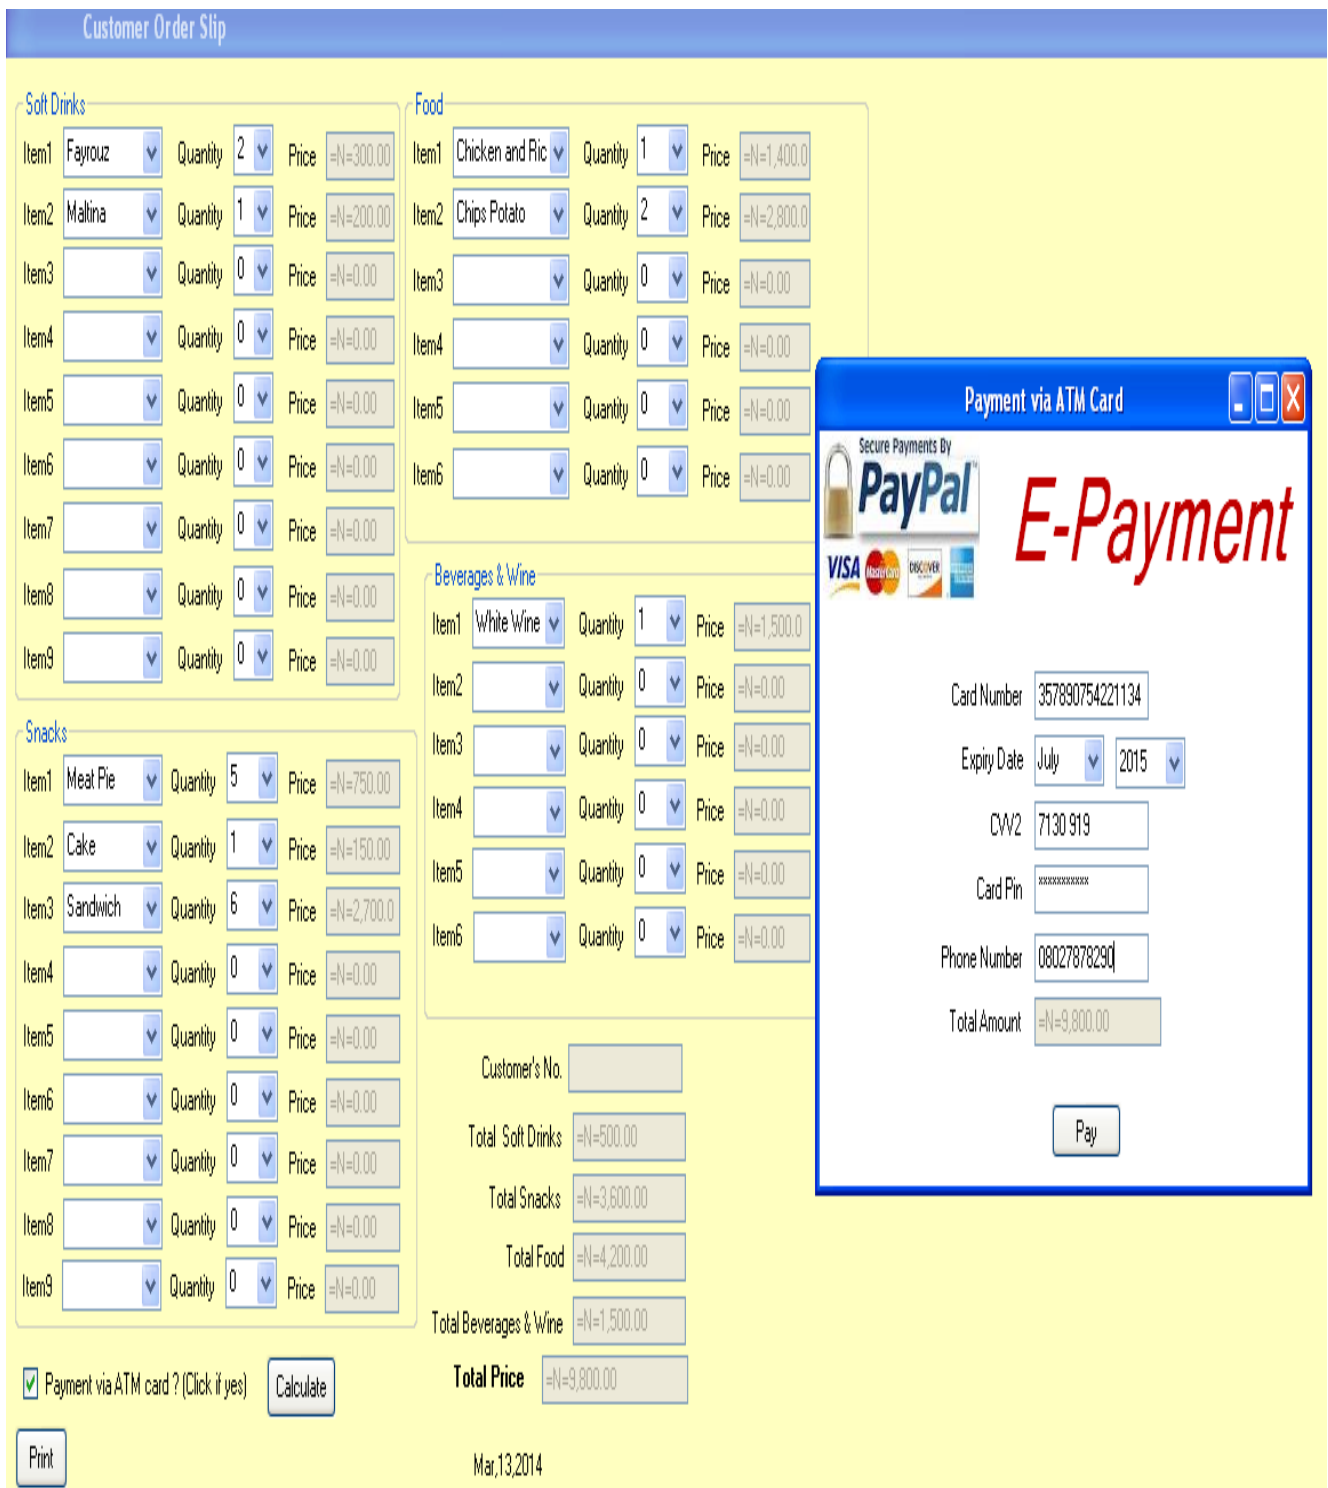 Customer Order Slip
Soft Drinks
Item1 Fayrouz Quantity 2 Price =N=300.00
Item2 Maltina Quantity 1 Price =N=200.00
Item3 Quantity 0 Price =N=0.00
Item4 Quantity 0 Price =N=0.00
Item5 Quantity 0 Price =N=0.00
Item6 Quantity 0 Price =N=0.00
Item7 Quantity 0 Price =N=0.00
Item8 Quantity 0 Price =N=0.00
Item9 Quantity 0 Price =N=0.00
Snacks
Item1 Meat Pie Quantity 5 Price =N=750.00
Item2 Cake Quantity 1 Price =N=150.00
Item3 Sandwich Quantity 6 Price =N=2,700.0
Item4 Quantity 0 Price =N=0.00
Item5 Quantity 0 Price =N=0.00
Item6 Quantity 0 Price =N=0.00
Item7 Quantity 0 Price =N=0.00
Item8 Quantity 0 Price =N=0.00
Item9 Quantity 0 Price =N=0.00
Payment via ATM card ? (Click if yes) Calculate
Print
Food
Item1 Chicken and Ric Quantity 1 Price =N=1,400.0
Item2 Chips Potato Quantity 2 Price =N=2,800.0
Item3 Quantity 0 Price =N=0.00
Item4 Quantity 0 Price =N=0.00
Item5 Quantity 0 Price =N=0.00
Item6 Quantity 0 Price =N=0.00
Beverages & Wine
Item1 White Wine Quantity 1 Price =N=1,500.0
Item2 Quantity 0 Price =N=0.00
Item3 Quantity 0 Price =N=0.00
Item4 Quantity 0 Price =N=0.00
Item5 Quantity 0 Price =N=0.00
Item6 Quantity 0 Price =N=0.00
Customer's No.
Total Soft Drinks =N=500.00
Total Snacks =N=3,600.00
Total Food =N=4,200.00
Total Beverages & Wine =N=1,500.00
Total Price =N=9,800.00
Mar,13,2014
Payment via ATM Card
Secure Payments By
PayPal
VISA MasterCard DISCOVER
E-Payment
Card Number 357890754221134
Expiry Date July 2015
CVV2 7130 919
Card Pin ***********
Phone Number 08027878290
Total Amount =N=9,800.00
Pay